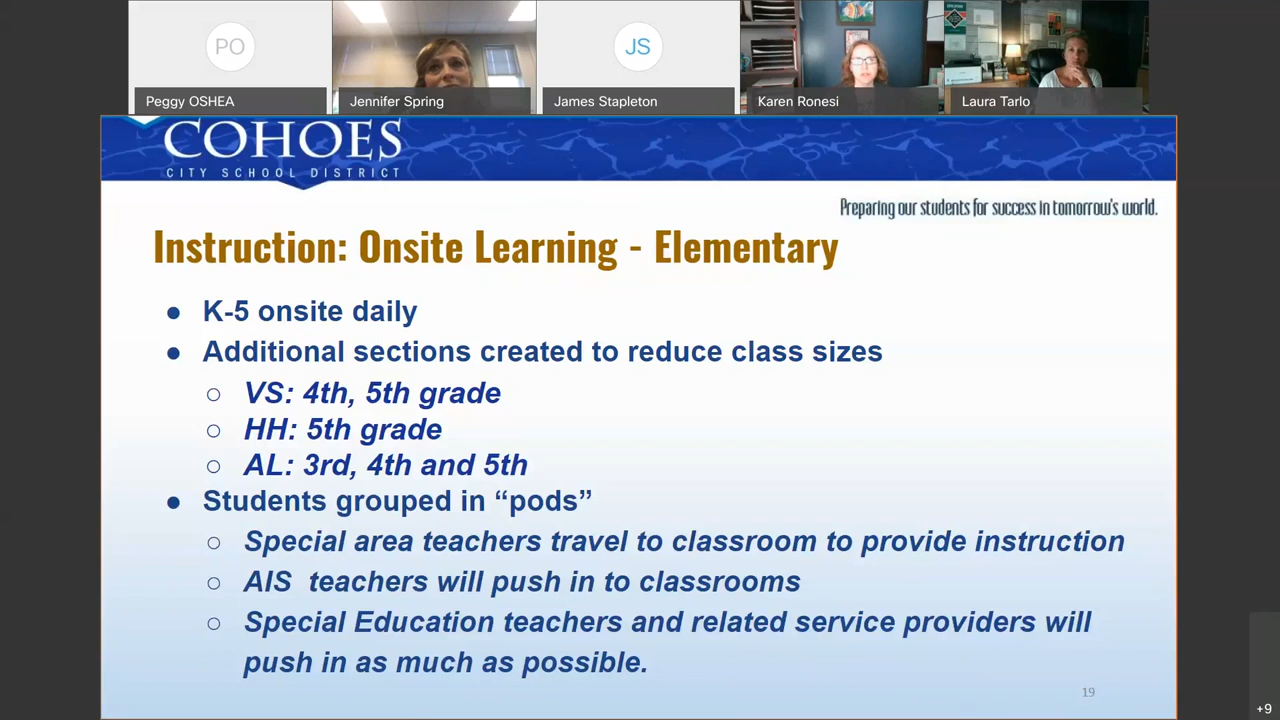 PO
JS
Peggy OSHEA
Jennifer Spring
James Stapleton
Karen Ronesi
Laura Tarlo
COHOES
CITY SCHOOL DISTRICT
Preparing our students for success in tomorrow's world.
Instruction: Onsite Learning - Elementary
● K-5 onsite daily
● Additional sections created to reduce class sizes
○ VS: 4th, 5th grade
○ HH: 5th grade
○ AL: 3rd, 4th and 5th
● Students grouped in “pods”
○ Special area teachers travel to classroom to provide instruction
○ AIS teachers will push in to classrooms
○ Special Education teachers and related service providers will
push in as much as possible.
19
+9